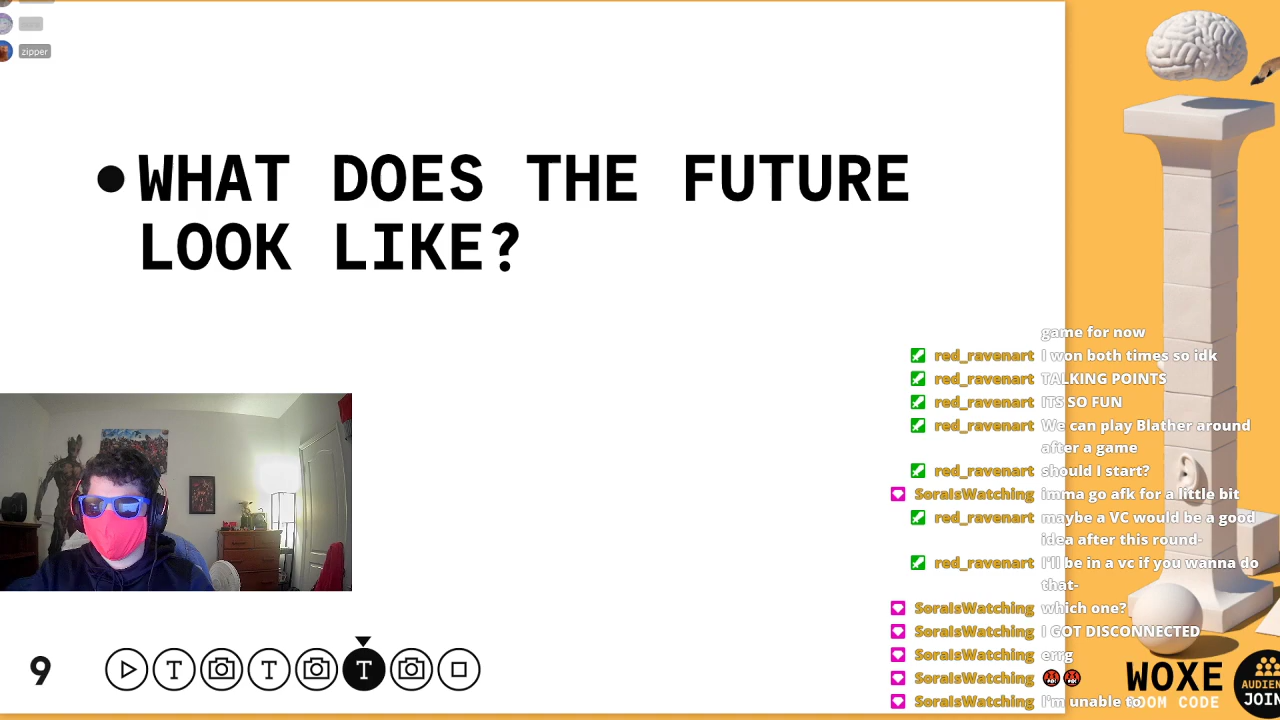 zipper
• WHAT DOES THE FUTURE
LOOK LIKE?
game for now
red_ravenart I won both times so idk
red_ravenart TALKING POINTS
red_ravenart ITS SO FUN
red_ravenart We can play Blather around
after a game
red_ravenart should I start?
SoraIsWatching imma go afk for a little bit
red_ravenart maybe a VC would be a good
idea after this round-
red_ravenart I'll be in a vc if you wanna do
that-
SoraIsWatching which one?
SoraIsWatching I GOT DISCONNECTED
SoraIsWatching errg
SoraIsWatching
SoraIsWatching I'm unable to
9
T T T
WOXE
ROOM CODE
AUDIEN
JOIN